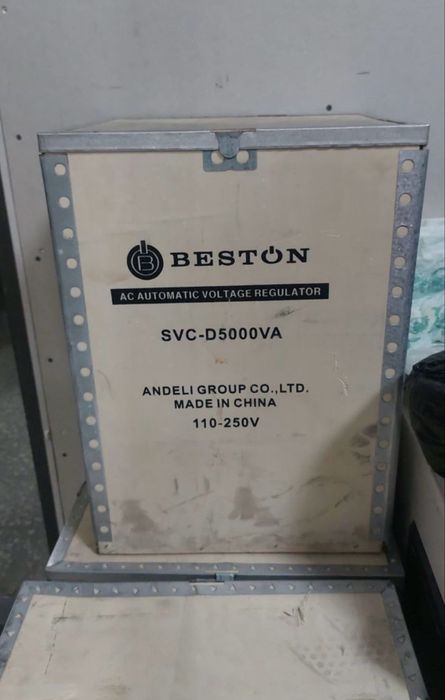 B BESTON
AC AUTOMATIC VOLTAGE REGULATOR
SVC-D5000VA
ANDELI GROUP CO.,LTD.
MADE IN CHINA
110-250V